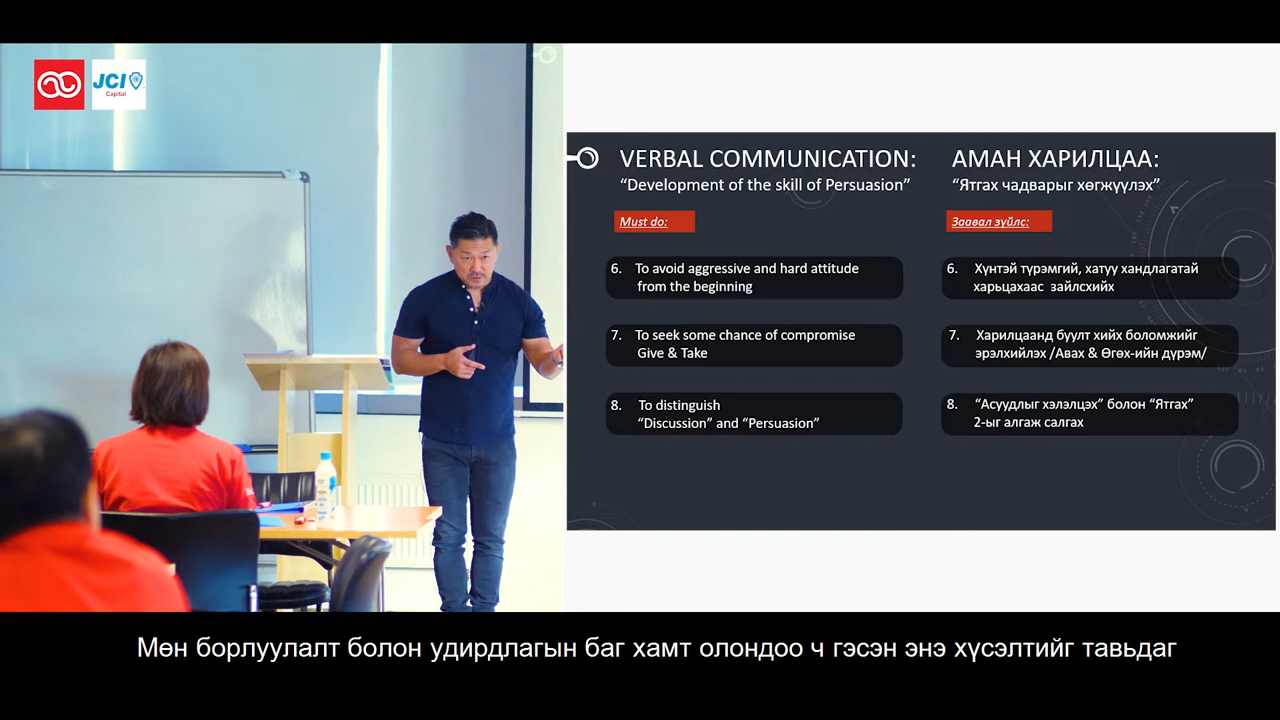 JCI
Capital
VERBAL COMMUNICATION:
“Development of the skill of Persuasion”
Must do:
6. To avoid aggressive and hard attitude
from the beginning
7. To seek some chance of compromise
Give & Take
8. To distinguish
“Discussion” and “Persuasion”
АМАН ХАРИЛЦАА:
“Ятгах чадварыг хөгжүүлэх”
Заавал зүйлс:
6. Хүнтэй түрэмгий, хатуу хандлагатай
харьцахаас зайлсхийх
7. Харилцаанд буулт хийх боломжийг
эрэлхийлэх /Авах & Өгөх-ийн дүрэм/
8. “Асуудлыг хэлэлцэх” болон “Ятгах”
2-ыг алгаж салгах
Мөн борлуулалт болон удирдлагын баг хамт олондоо ч гэсэн энэ хүсэлтийг тавьдаг